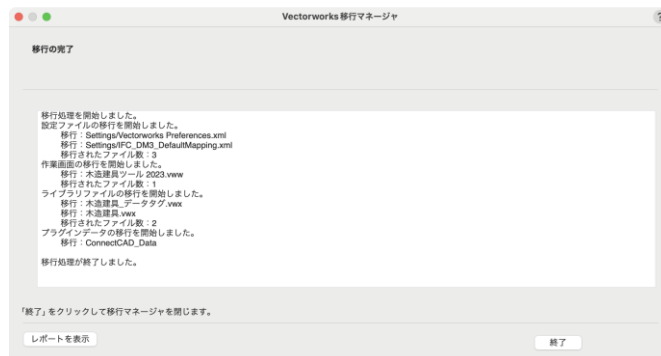 Vectorworks 移行マネージャ
?
移行の完了
移行処理を開始しました。
設定ファイルの移行を開始しました。
移行：Settings/Vectorworks Preferences.xml
移行：Settings/IFC_DM3_DefaultMapping.xml
移行されたファイル数：3
作業画面の移行を開始しました。
移行：木造建具ツール 2023.vww
移行されたファイル数：1
ライブラリファイルの移行を開始しました。
移行：木造建具_データタグ.vwx
移行：木造建具.vwx
移行されたファイル数：2
プラグインデータの移行を開始しました。
移行：ConnectCAD_Data
移行処理が終了しました。
「終了」をクリックして移行マネージャを閉じます。
レポートを表示
終了